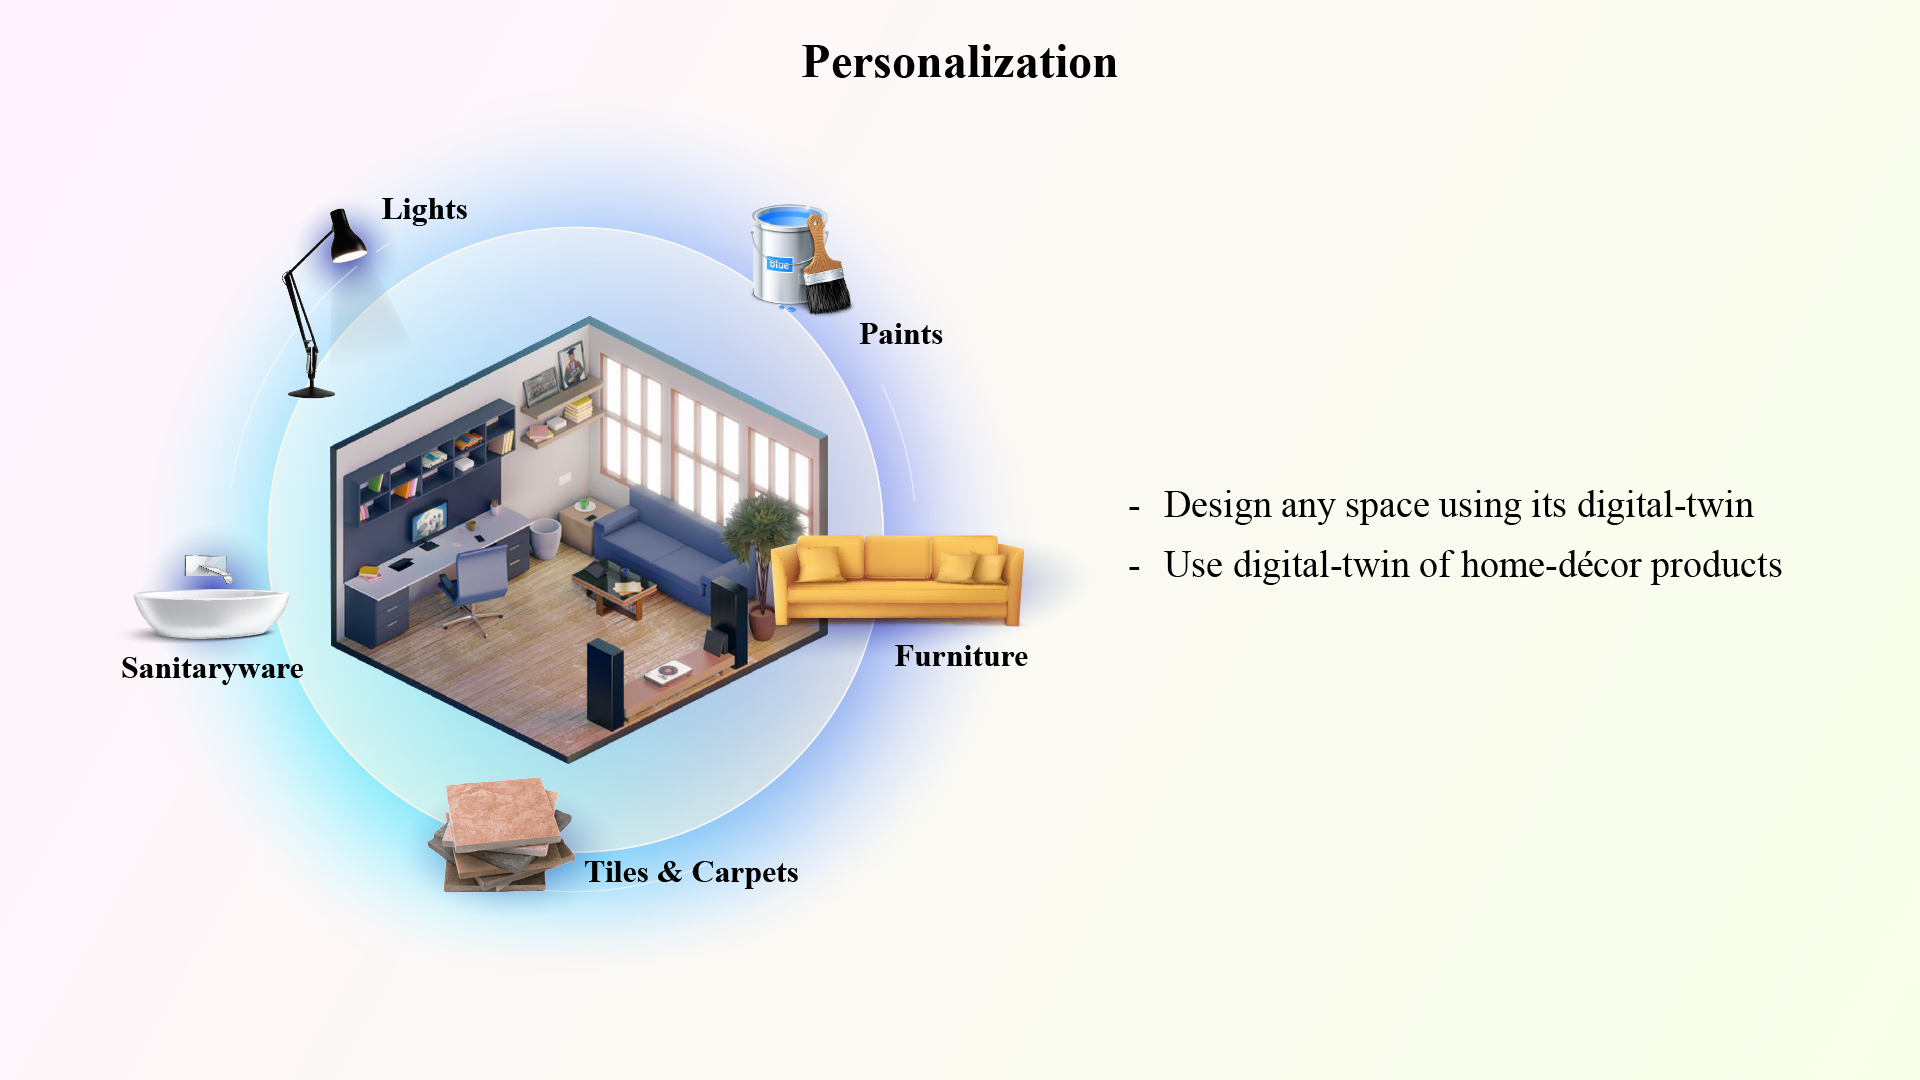 Personalization
Lights
blue
Paints
- Design any space using its digital-twin
- Use digital-twin of home-décor products
Sanitaryware
Furniture
Tiles & Carpets